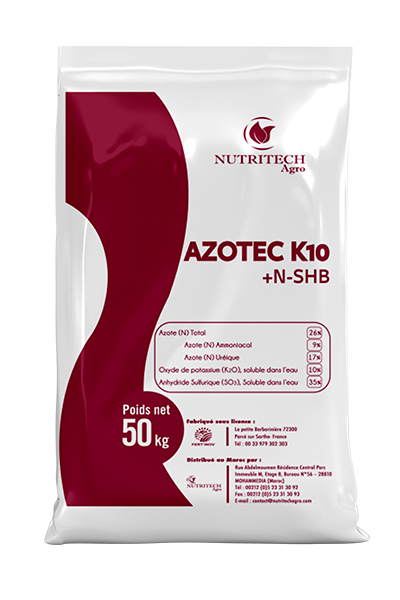 NUTRITECH
Agro
AZOTEC K10
+N-SHB
Azote (N) Total 26%
Azote (N) Ammoniacal 9%
Azote (N) Uréique 17%
Oxyde de potassium (K2O), soluble dans l'eau 10%
Anhydride Sulfurique (SO3), Soluble dans l'eau 35%
Poids net
50 kg
Fabriqué sous licence :
FERT'INOV
La petite Barbarinière 72300
Parcé sur Sarthe- France
Tél : 00 33 979 302 303
Distribué au Maroc par :
NUTRITECH
Agro
Rue Abdelmoumen Résidence Central Parc
Immeuble M, Etage 8, Bureau N°56 - 28810
MOHAMMEDIA (Maroc)
Tél : 00212 (0)5 23 31 30 92
Fax : 00212 (0)5 23 31 30 93
E-mail : contact@nutritechagro.com